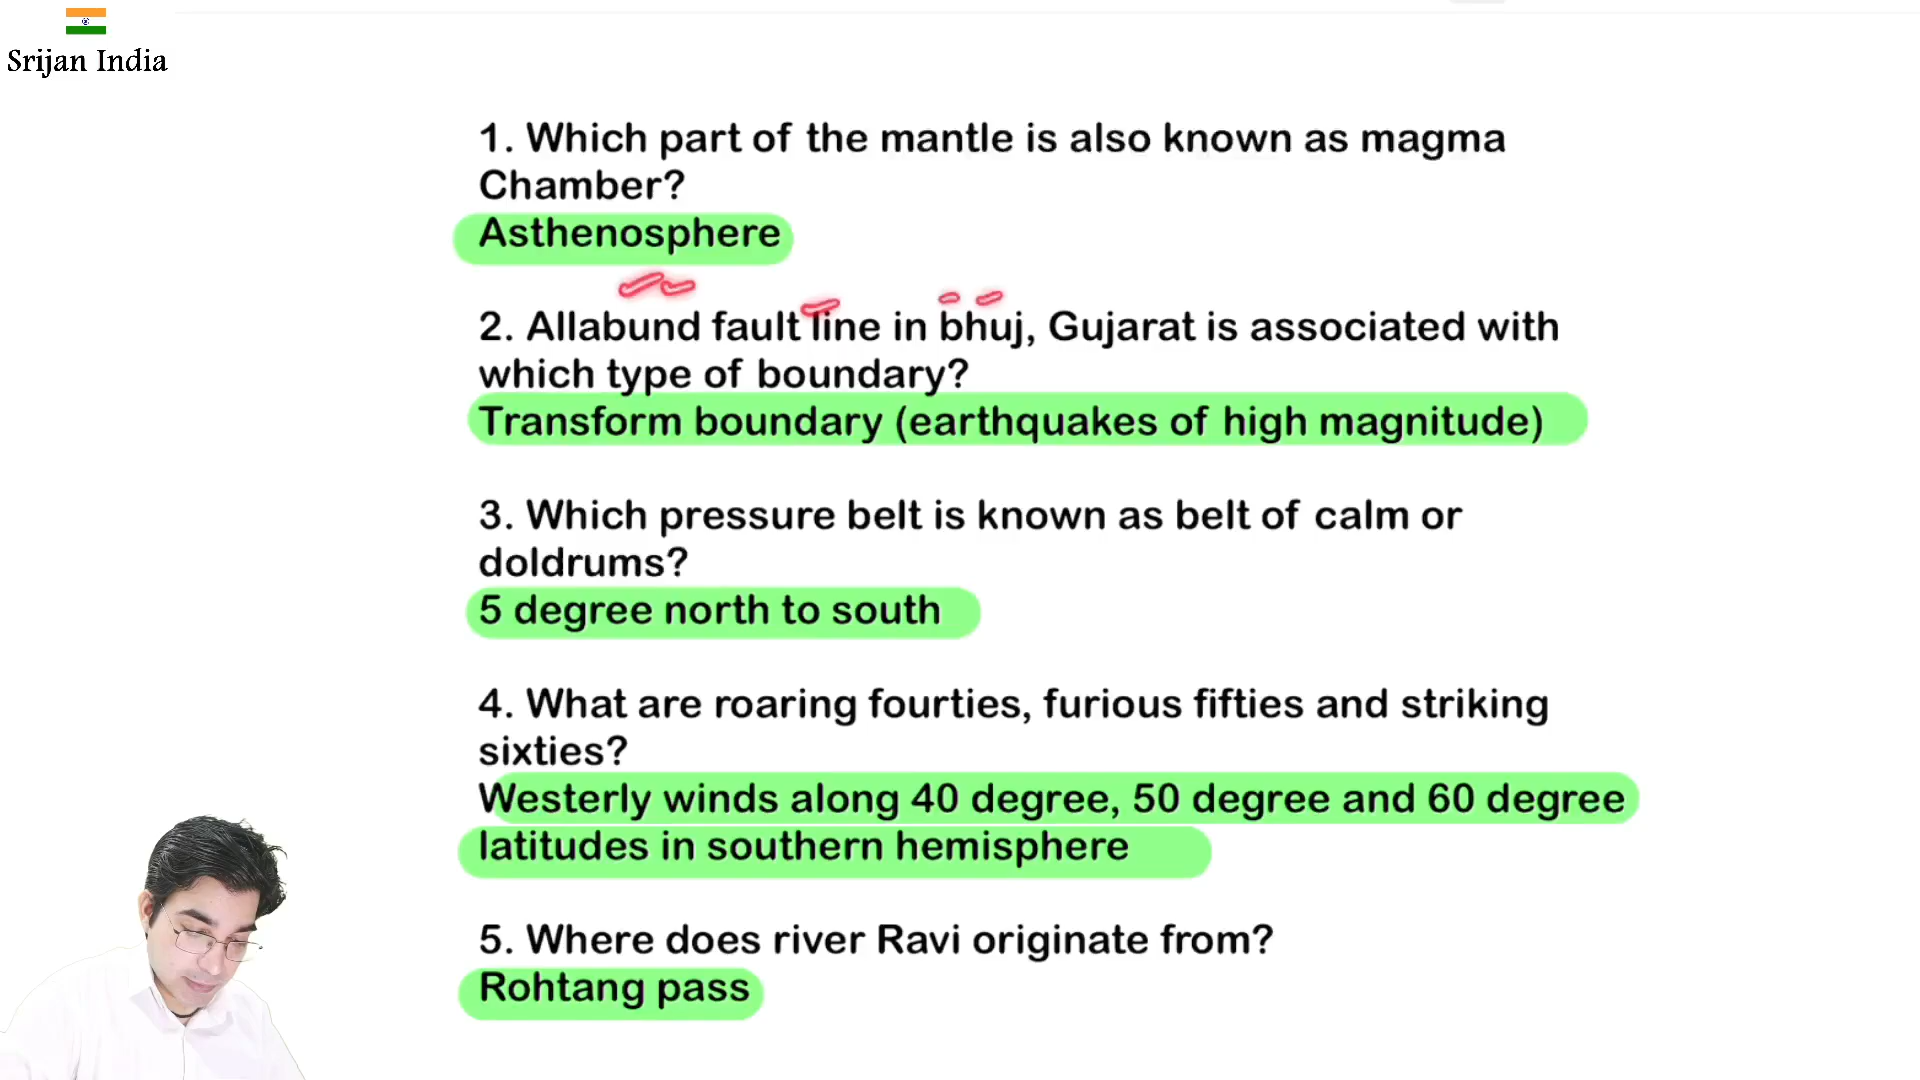 Srijan India
1. Which part of the mantle is also known as magma
Chamber?
Asthenosphere
2. Allabund fault line in bhuj, Gujarat is associated with
which type of boundary?
Transform boundary (earthquakes of high magnitude)
3. Which pressure belt is known as belt of calm or
doldrums?
5 degree north to south
4. What are roaring fourties, furious fifties and striking
sixties?
Westerly winds along 40 degree, 50 degree and 60 degree
latitudes in southern hemisphere
5. Where does river Ravi originate from?
Rohtang pass